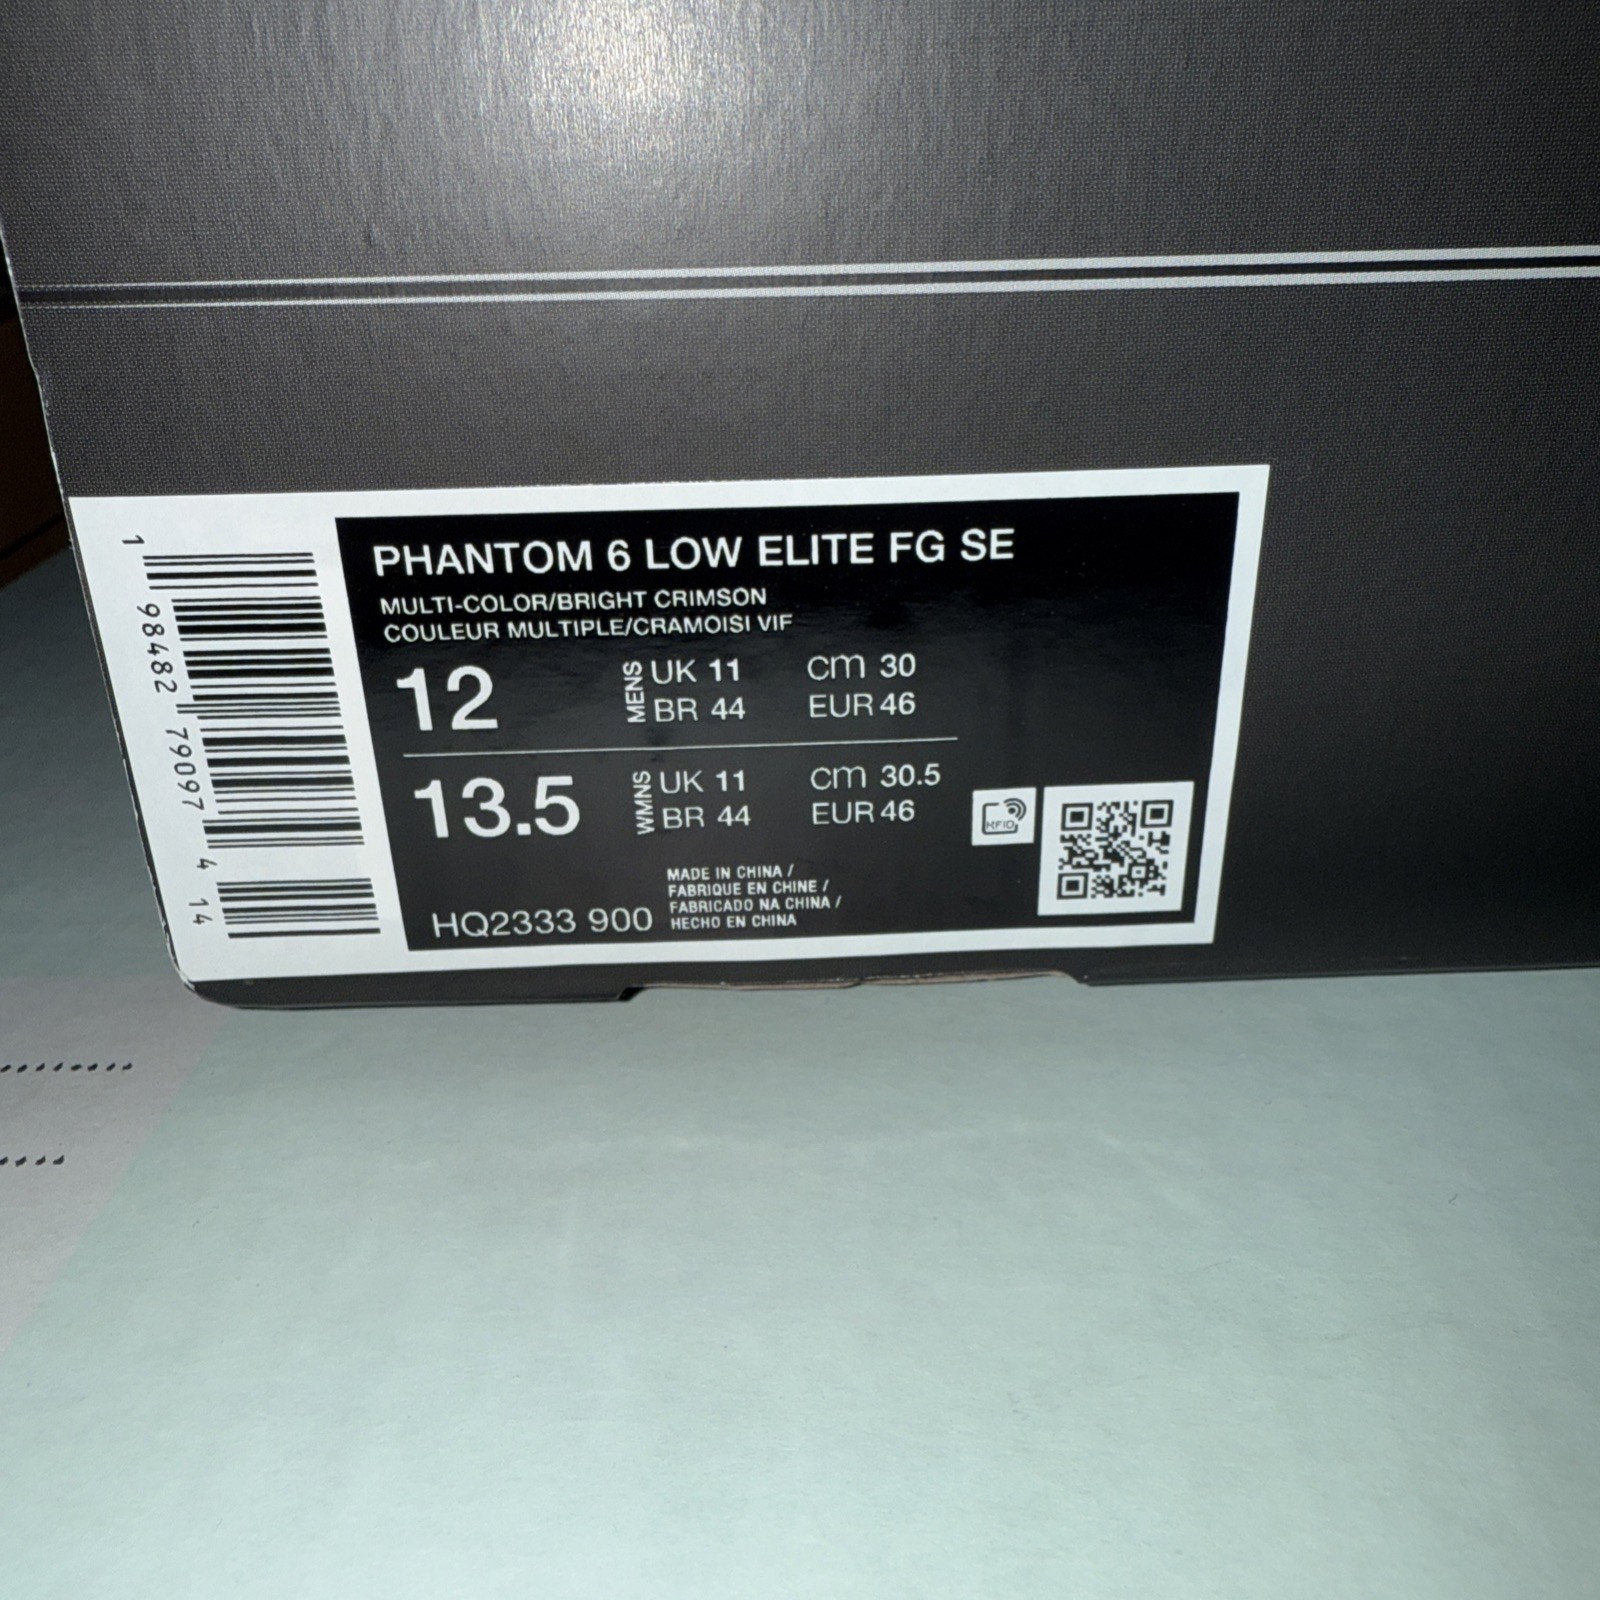 PHANTOM 6 LOW ELITE FG SE
MULTI-COLOR/BRIGHT CRIMSON
COULEUR MULTIPLE/CRAMOISI VIF
12 MENS UK 11 cm 30
BR 44 EUR 46
13.5 WMNS UK 11 cm 30.5
BR 44 EUR 46
RFID
MADE IN CHINA /
FABRIQUE EN CHINE /
FABRICADO NA CHINA /
HECHO EN CHINA
HQ2333 900
1 98482 79097 4 14